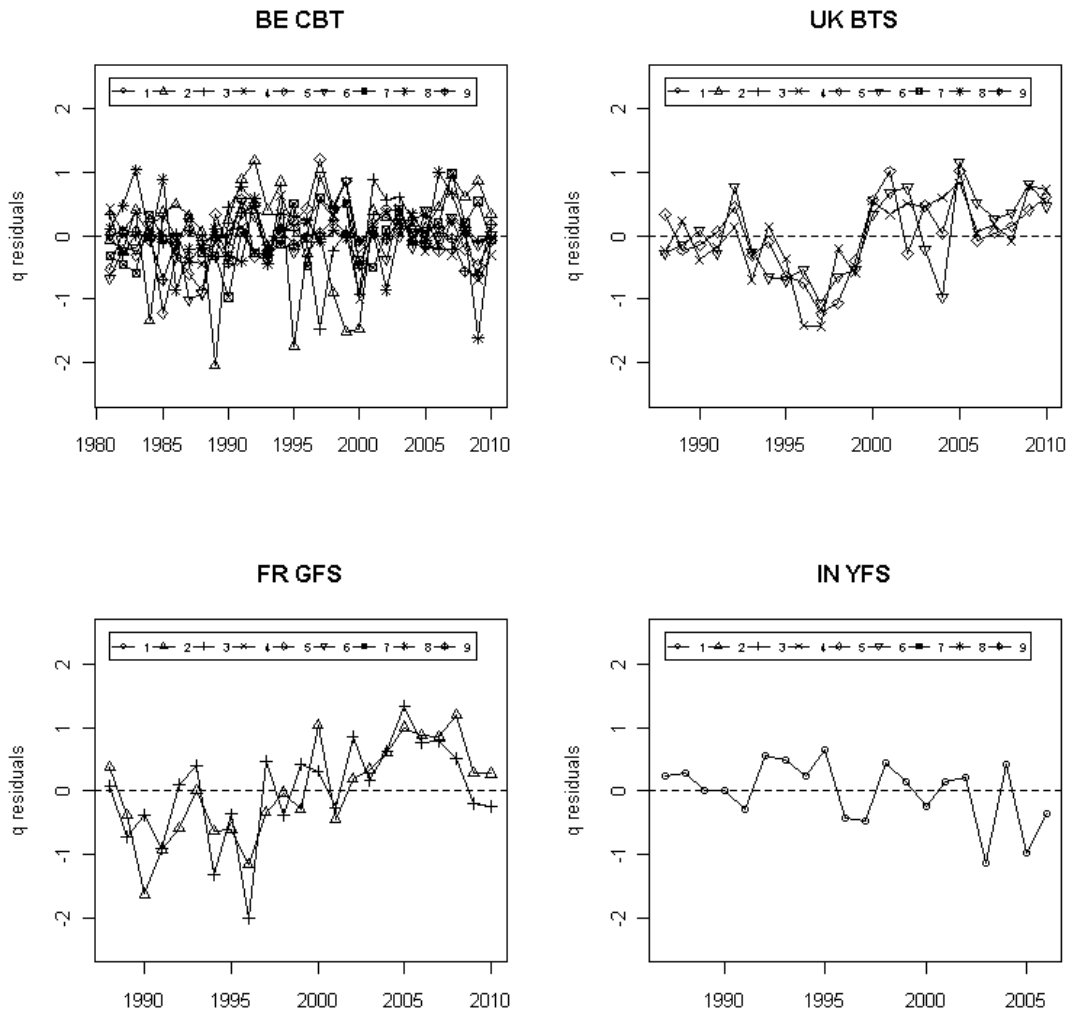 BE CBT
q residuals
2
1
0
-1
-2
1 2 3 4 5 6 7 8 9
1980 1985 1990 1995 2000 2005 2010
UK BTS
q residuals
2
1
0
-1
-2
1 2 3 4 5 6 7 8 9
1990 1995 2000 2005 2010
FR GFS
q residuals
2
1
0
-1
-2
1 2 3 4 5 6 7 8 9
1990 1995 2000 2005 2010
IN YFS
q residuals
2
1
0
-1
-2
1 2 3 4 5 6 7 8 9
1990 1995 2000 2005